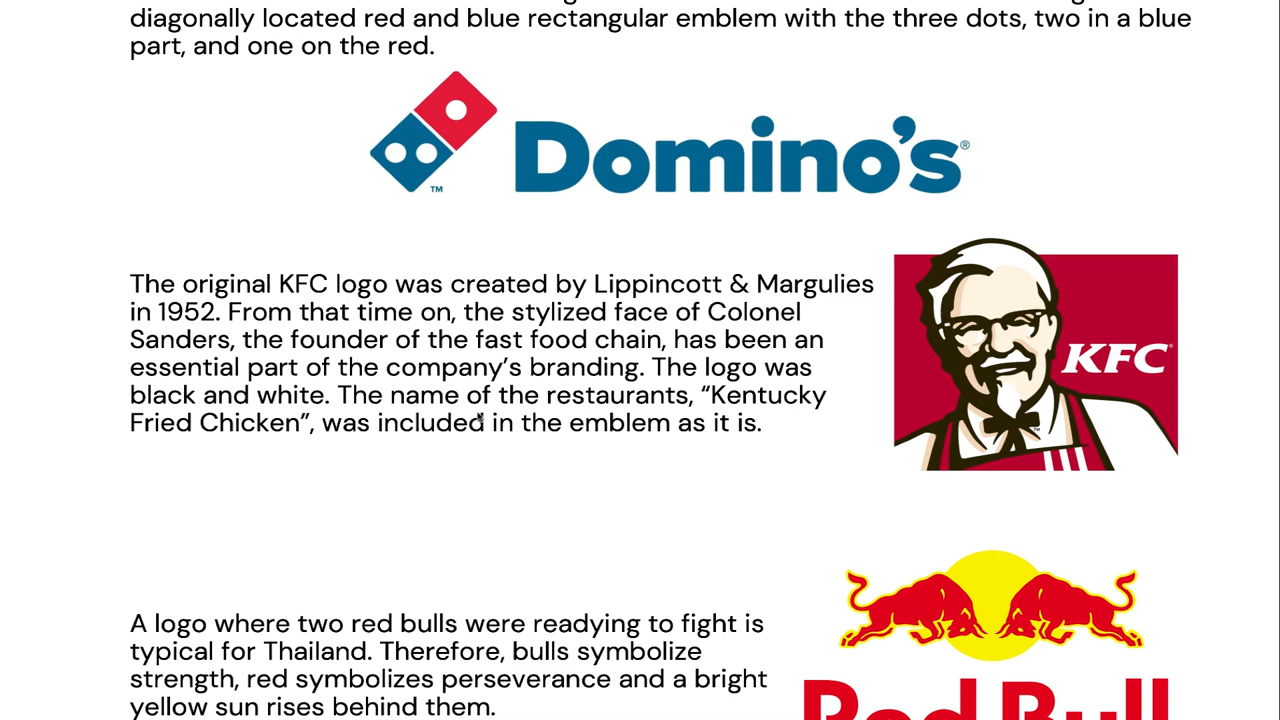 diagonally located red and blue rectangular emblem with the three dots, two in a blue
part, and one on the red.
Domino's®
TM
The original KFC logo was created by Lippincott & Margulies
in 1952. From that time on, the stylized face of Colonel
Sanders, the founder of the fast food chain, has been an
essential part of the company’s branding. The logo was
black and white. The name of the restaurants, “Kentucky
Fried Chicken”, was included in the emblem as it is.
KFC
A logo where two red bulls were readying to fight is
typical for Thailand. Therefore, bulls symbolize
strength, red symbolizes perseverance and a bright
yellow sun rises behind them.
Red Bull